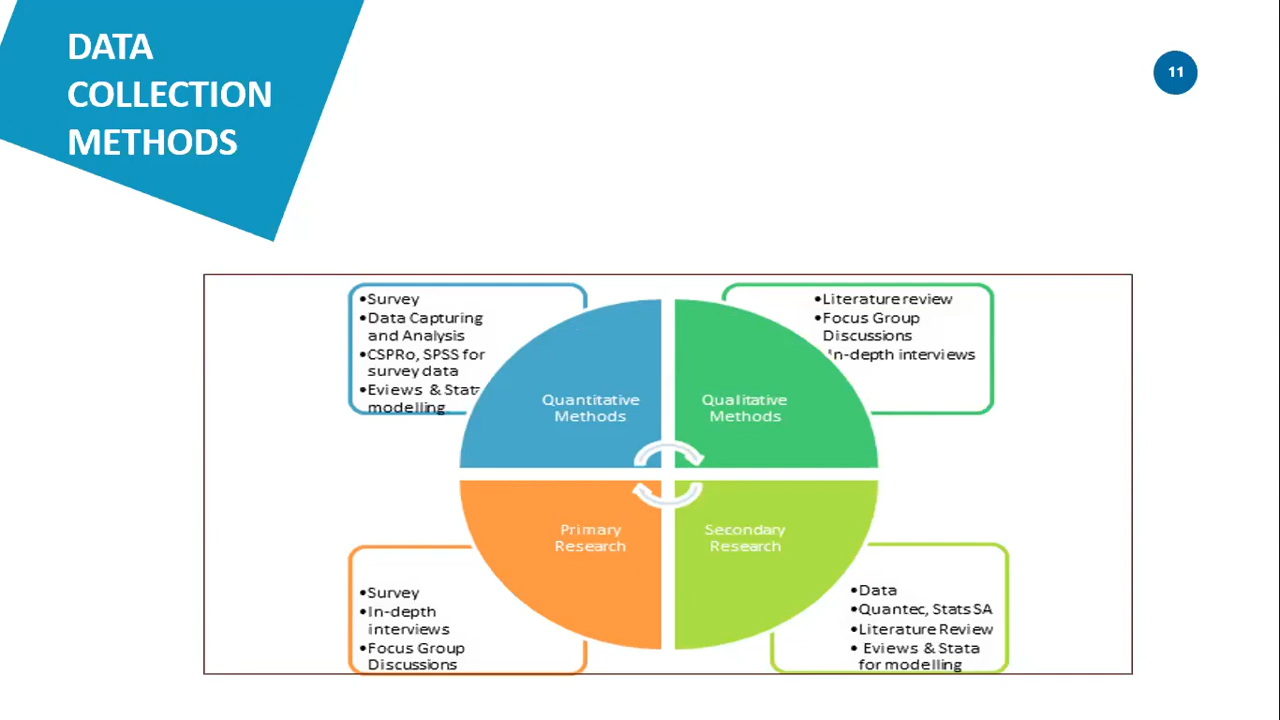 DATA
COLLECTION
METHODS
11
•Survey
•Data Capturing
and Analysis
•CSPRo, SPSS for
survey data
•Eviews & Stat
modelling
•Literature review
•Focus Group
Discussions
In-depth interviews
Quantitative
Methods
Qualitative
Methods
Primary
Research
Secondary
Research
•Survey
•In-depth
interviews
•Focus Group
Discussions
•Data
•Quantec, Stats SA
•Literature Review
• Eviews & Stata
for modelling